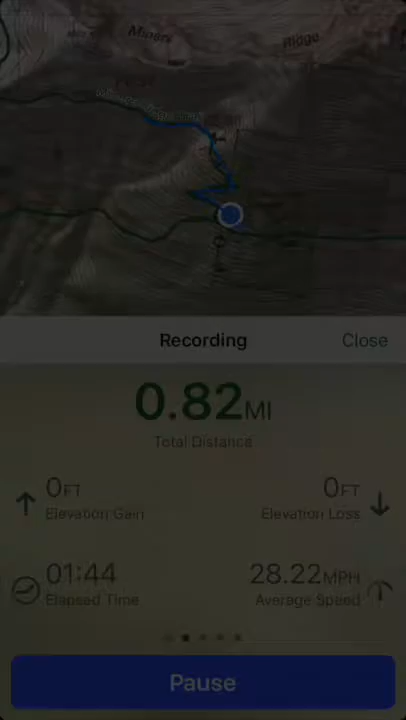 Miners
Ridge
Recording
Close
0.82MI
Total Distance
0FT
Elevation Gain
0FT
Elevation Loss
01:44
Elapsed Time
28.22MPH
Average Speed
Pause